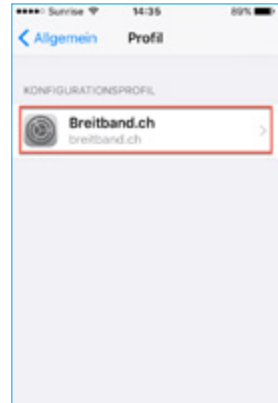 Sunrise 14:35 89%
Allgemein Profil
KONFIGURATIONSPROFIL
Breitband.ch
breitband.ch